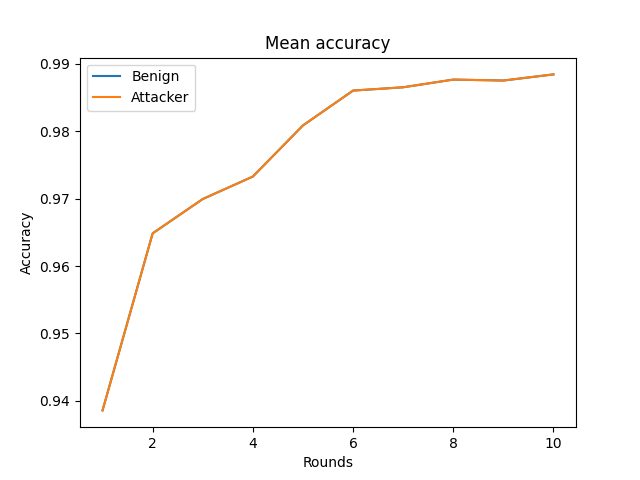 Mean accuracy
Benign
Attacker
0.99
0.98
0.97
0.96
0.95
0.94
Accuracy
2 4 6 8 10
Rounds